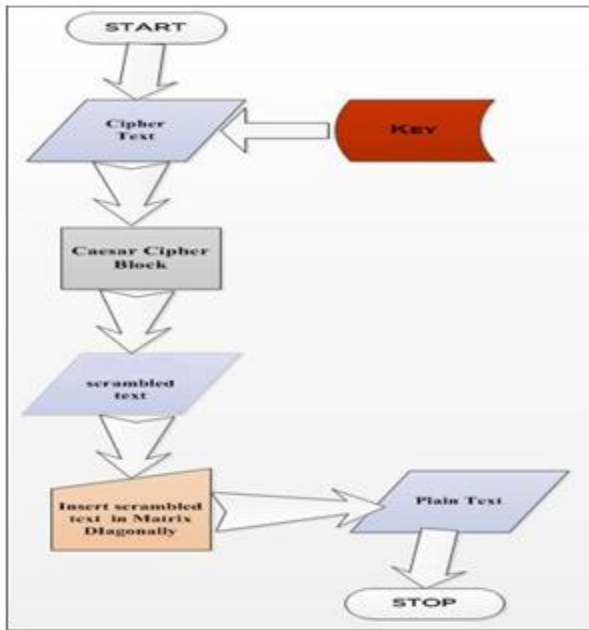 START
Cipher
Text
KEY
Caesar Cipher
Block
scrambled
text
Insert scrambled
text in Matrix
DIagonally
Plain Text
STOP